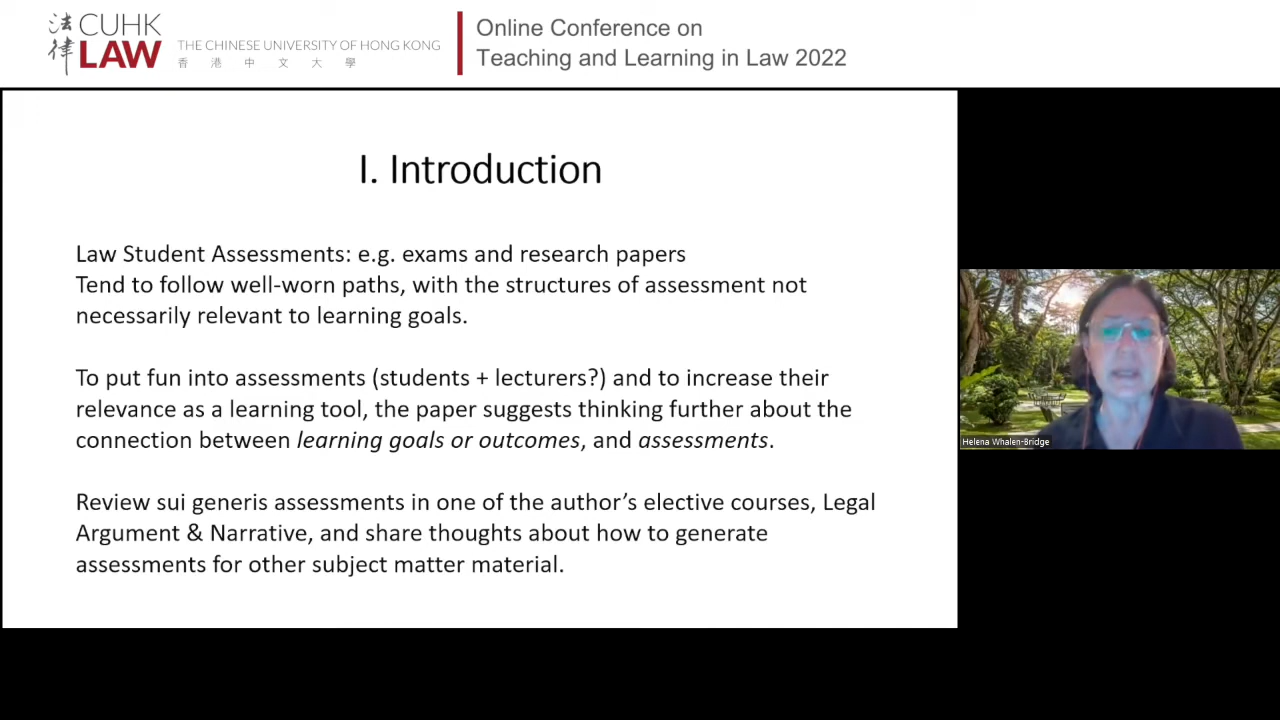 法律
CUHK
LAW
THE CHINESE UNIVERSITY OF HONG KONG
香港中文大學
Online Conference on
Teaching and Learning in Law 2022
I. Introduction
Law Student Assessments: e.g. exams and research papers
Tend to follow well-worn paths, with the structures of assessment not
necessarily relevant to learning goals.
To put fun into assessments (students + lecturers?) and to increase their
relevance as a learning tool, the paper suggests thinking further about the
connection between learning goals or outcomes, and assessments.
Review sui generis assessments in one of the author’s elective courses, Legal
Argument & Narrative, and share thoughts about how to generate
assessments for other subject matter material.
Helena Whalen-Bridge